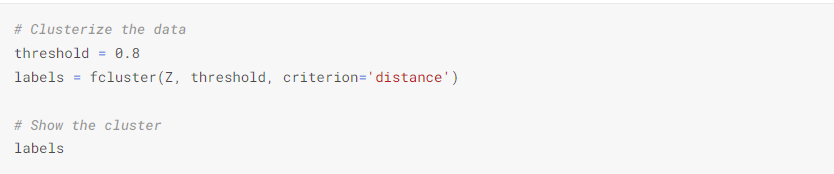 # Clusterize the data
threshold = 0.8
labels = fcluster(Z, threshold, criterion='distance')
# Show the cluster
labels